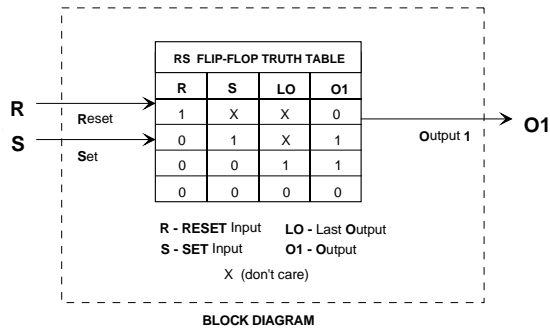 RS FLIP-FLOP TRUTH TABLE
R S LO O1
1 X X 0
0 1 X 1
0 0 1 1
0 0 0 0
R
Reset
S
Set
Output 1
O1
R - RESET Input LO - Last Output
S - SET Input O1 - Output
X (don't care)
BLOCK DIAGRAM